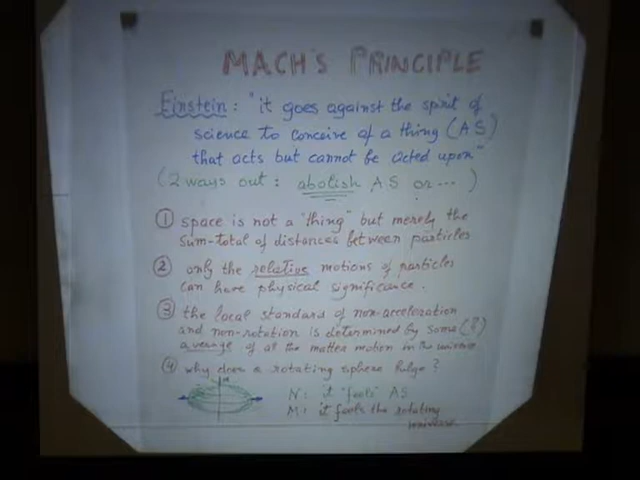 MACH'S PRINCIPLE
Einstein: "it goes against the spirit of
science to conceive of a thing (AS)
that acts but cannot be acted upon"
(2 ways out: abolish AS or ... )
① space is not a "thing" but merely the
sum-total of distances between particles
② only the relative motions of particles
can have physical significance.
③ the local standard of non-acceleration
and non-rotation is determined by some (?)
average of all the matter motion in the universe
④ why does a rotating sphere bulge?
N: it "feels" AS
M: it feels the rotating
universe